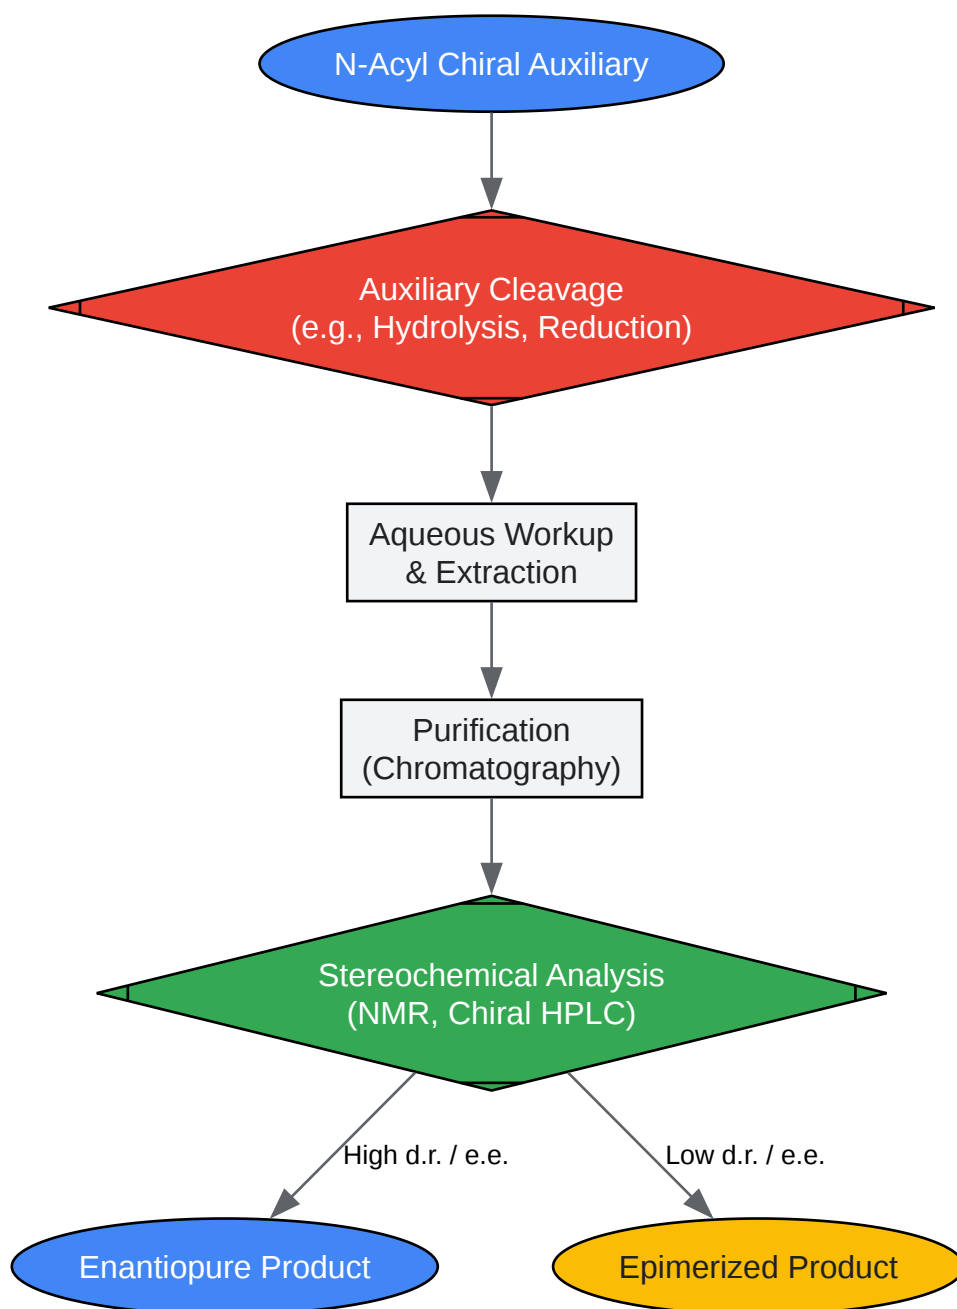 N-Acyl Chiral Auxiliary
Auxiliary Cleavage
(e.g., Hydrolysis, Reduction)
Aqueous Workup
& Extraction
Purification
(Chromatography)
Stereochemical Analysis
(NMR, Chiral HPLC)
High d.r. / e.e.
Low d.r. / e.e.
Enantiopure Product
Epimerized Product